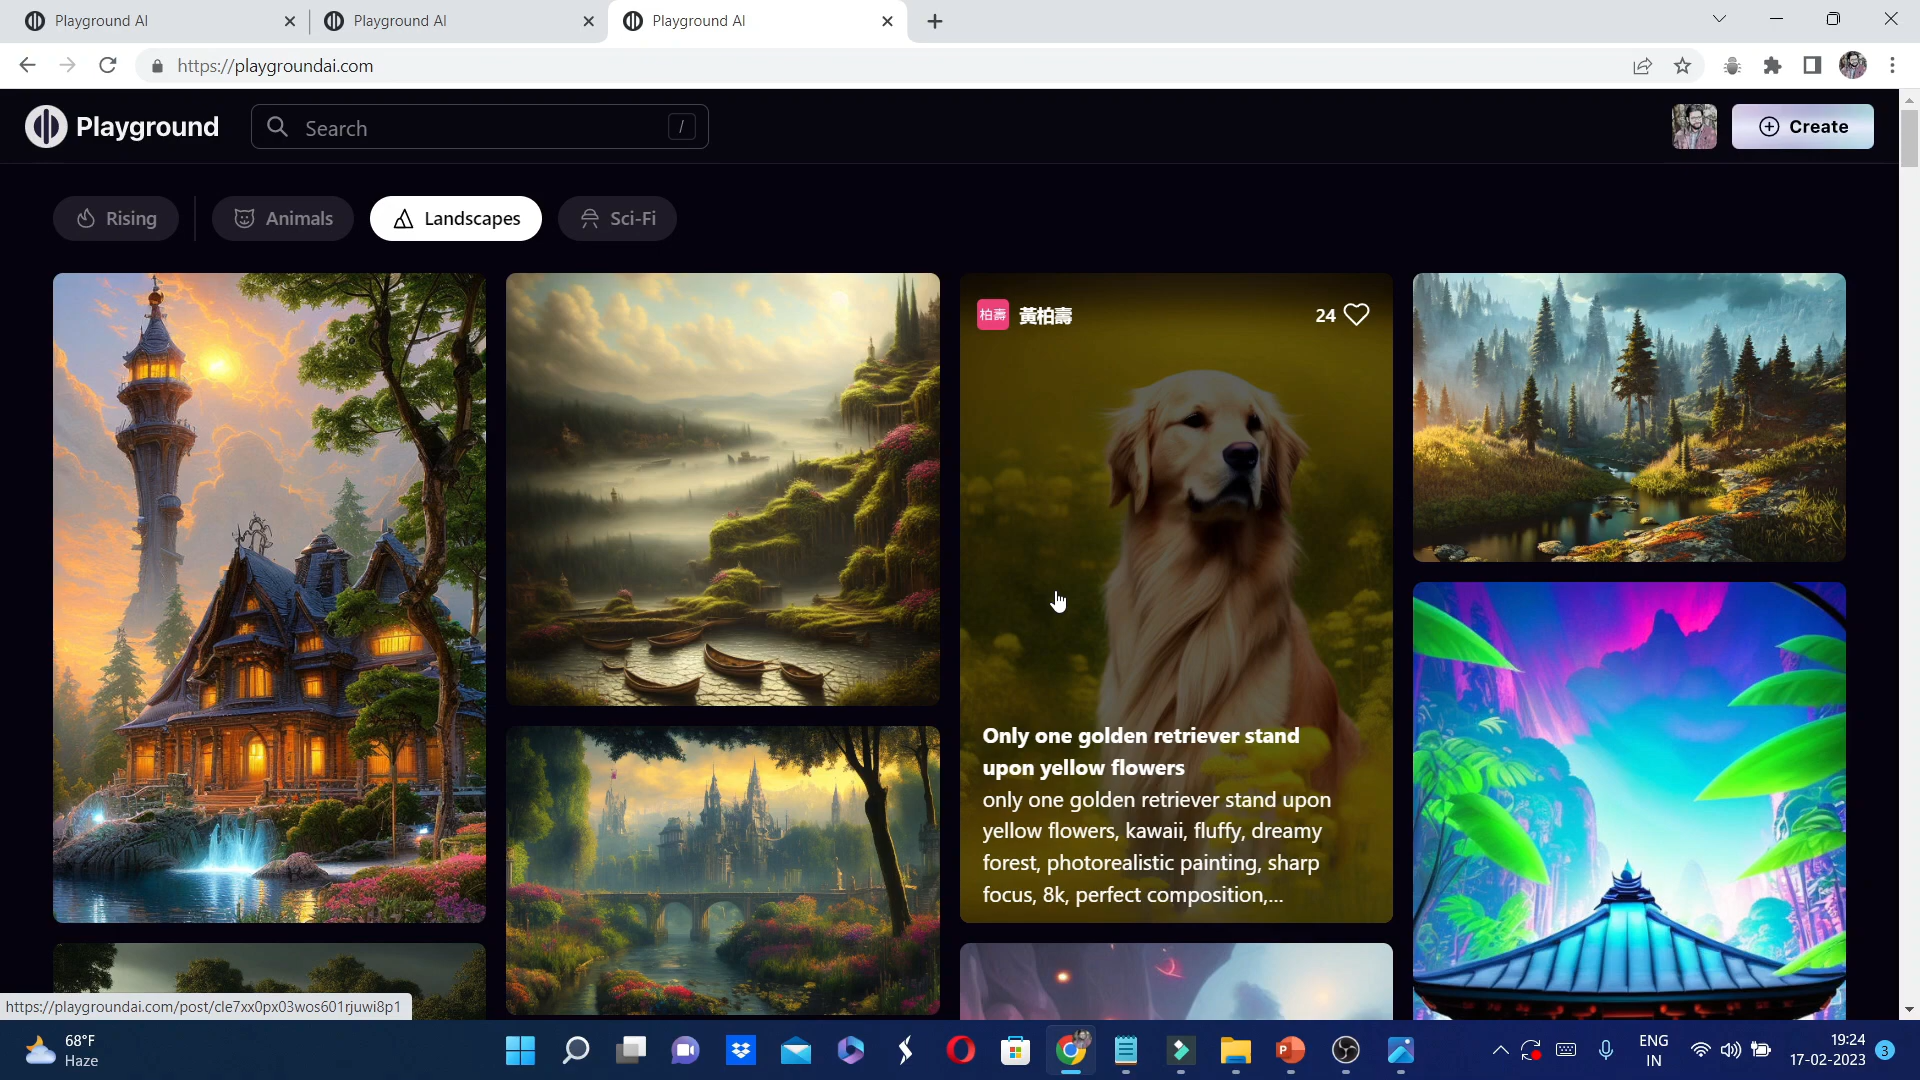 Playground AI
Playground AI
Playground AI
https://playgroundai.com
Playground
Search
/
Create
Rising
Animals
Landscapes
Sci-Fi
柏壽
黃柏壽
24
Only one golden retriever stand
upon yellow flowers
only one golden retriever stand upon
yellow flowers, kawaii, fluffy, dreamy
forest, photorealistic painting, sharp
focus, 8k, perfect composition,...
https://playgroundai.com/post/cle7xx0px03wos601rjuwi8p1
68°F
Haze
ENG
IN
19:24
17-02-2023
3